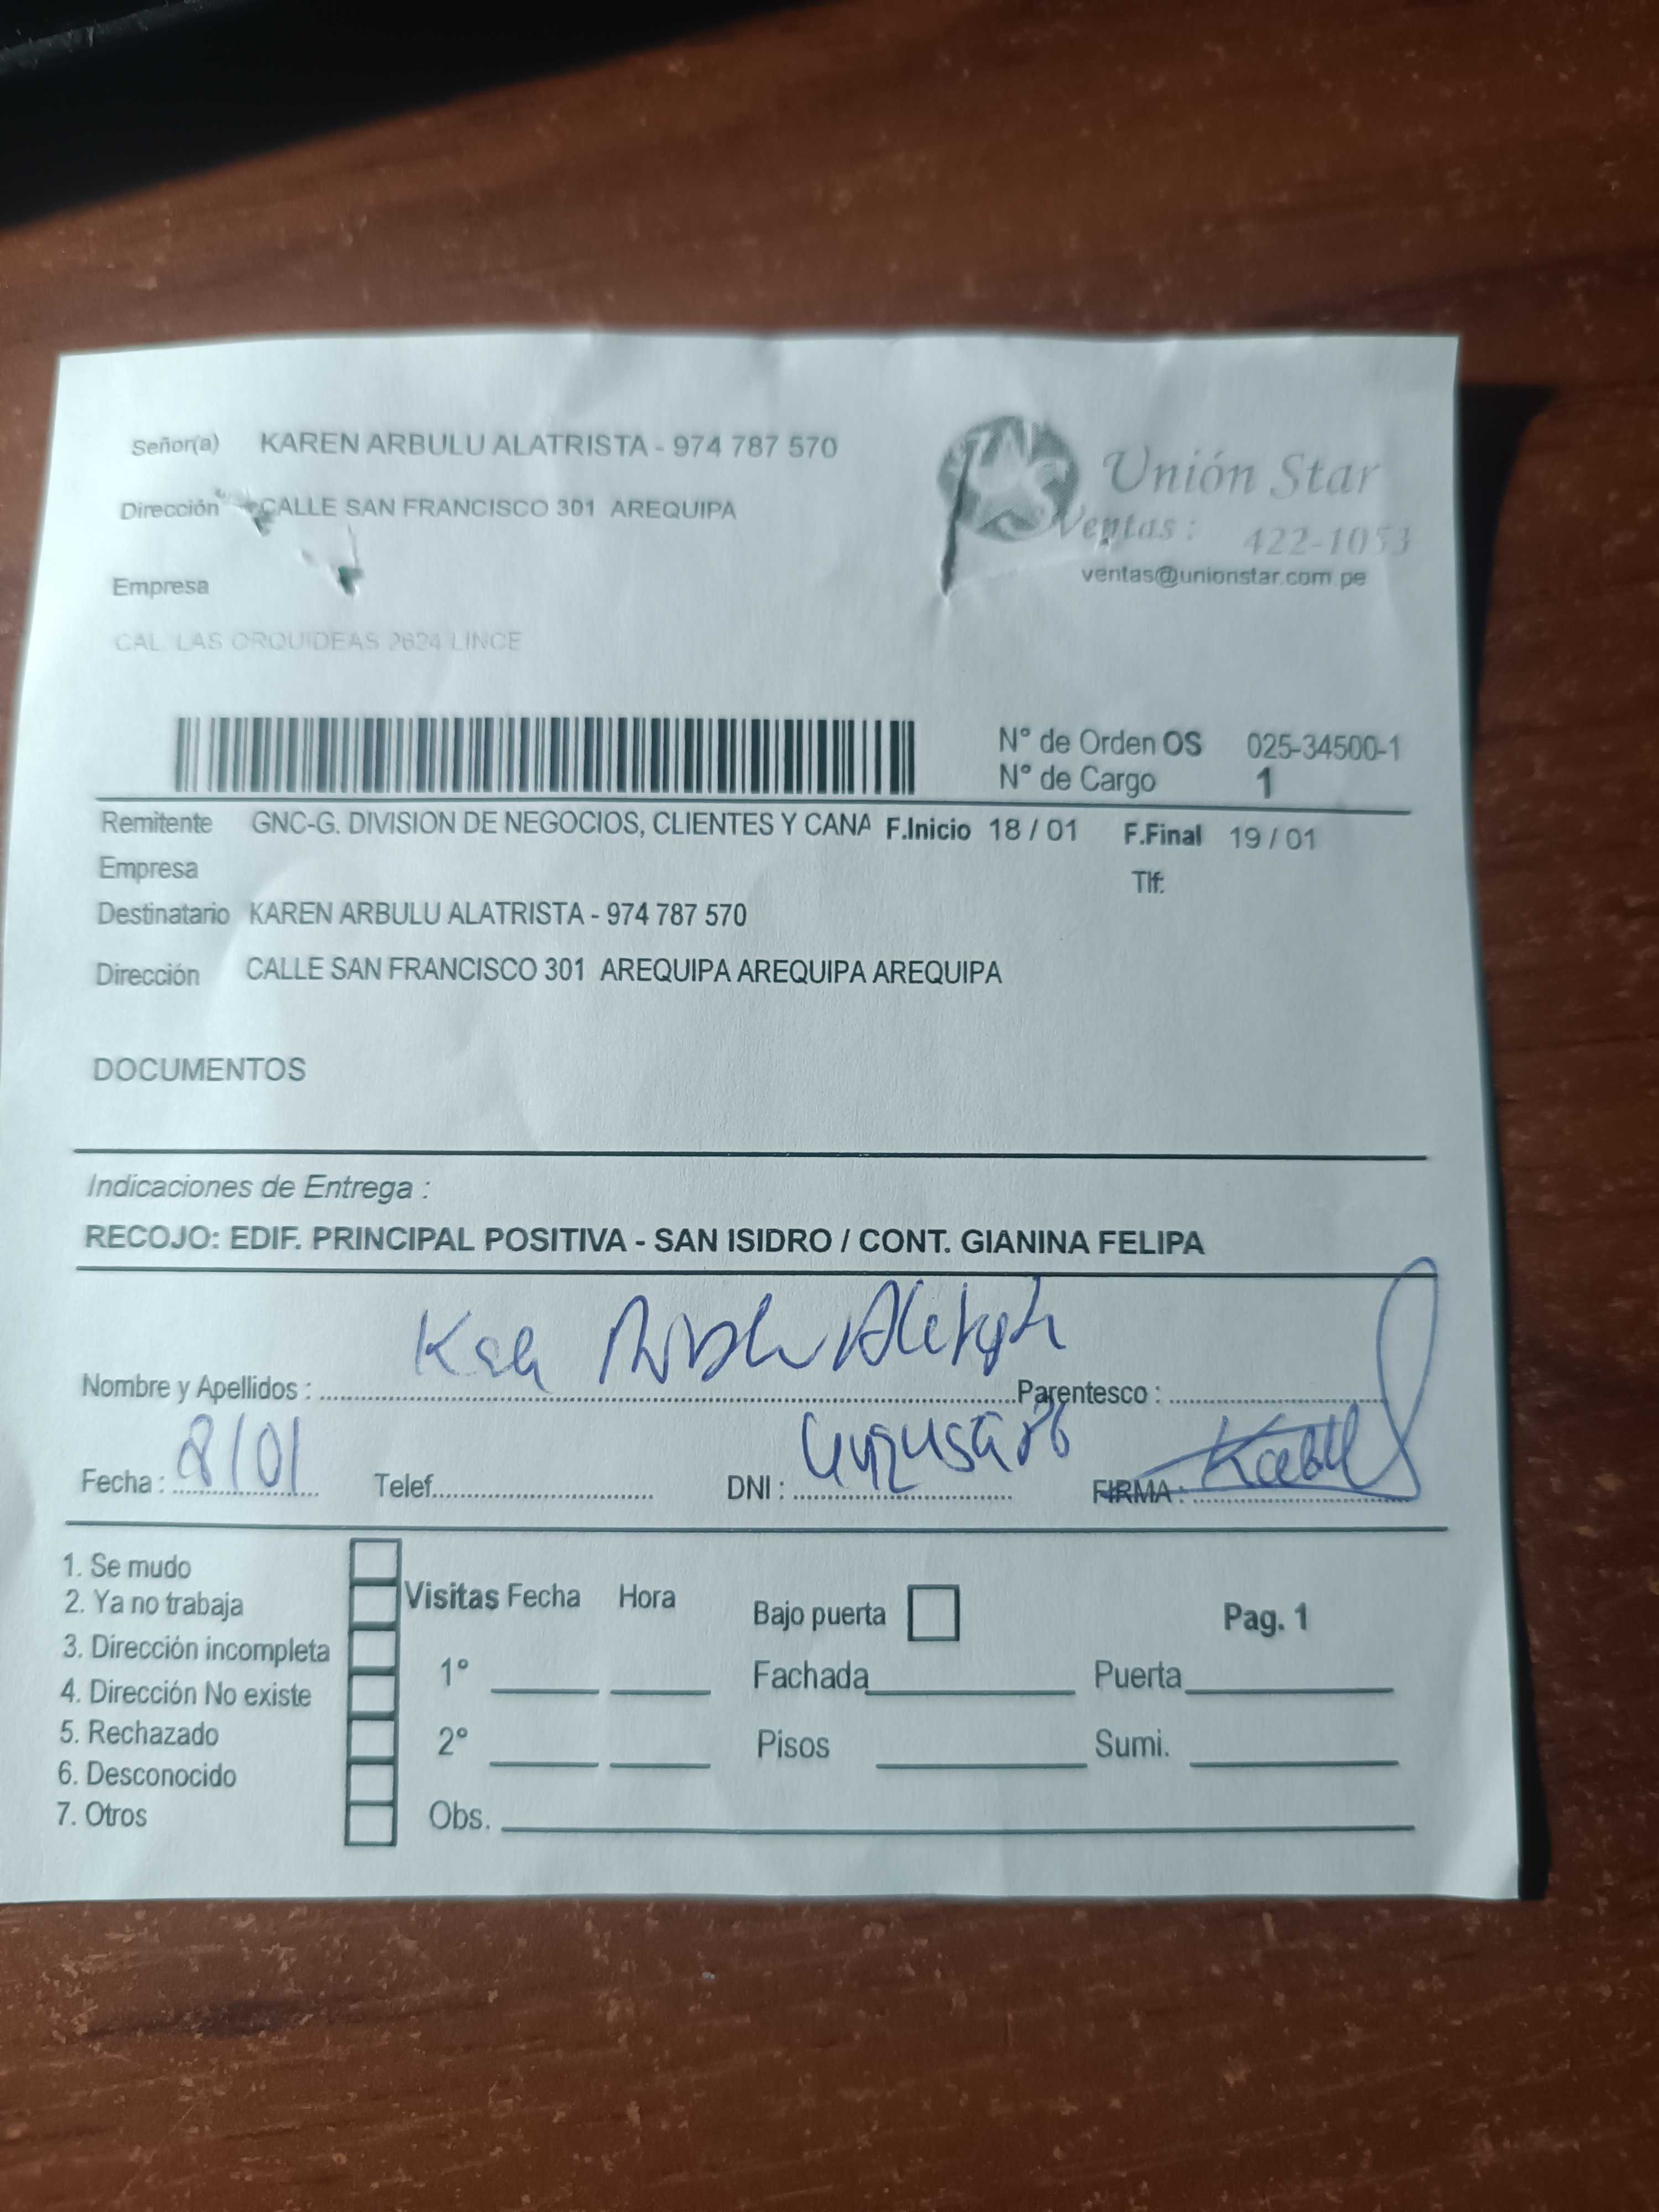 Señor(a) KAREN ARBULU ALATRISTA - 974 787 570
Dirección CALLE SAN FRANCISCO 301 AREQUIPA
Empresa
CAL. LAS ORQUIDEAS 2624 LINCE
Unión Star
Ventas : 422-1053
ventas@unionstar.com.pe
N° de Orden OS 025-34500-1
N° de Cargo 1
Remitente GNC-G. DIVISION DE NEGOCIOS, CLIENTES Y CANA F.Inicio 18 / 01 F.Final 19 / 01
Empresa Tlf:
Destinatario KAREN ARBULU ALATRISTA - 974 787 570
Dirección CALLE SAN FRANCISCO 301 AREQUIPA AREQUIPA AREQUIPA
DOCUMENTOS
Indicaciones de Entrega :
RECOJO: EDIF. PRINCIPAL POSITIVA - SAN ISIDRO / CONT. GIANINA FELIPA
Nombre y Apellidos : Parentesco :
Fecha : 8/01 Telef. DNI : FIRMA :
1. Se mudo
2. Ya no trabaja
3. Dirección incompleta
4. Dirección No existe
5. Rechazado
6. Desconocido
7. Otros
Visitas Fecha Hora
1°
2°
Obs.
Bajo puerta Pag. 1
Fachada Puerta
Pisos Sumi.